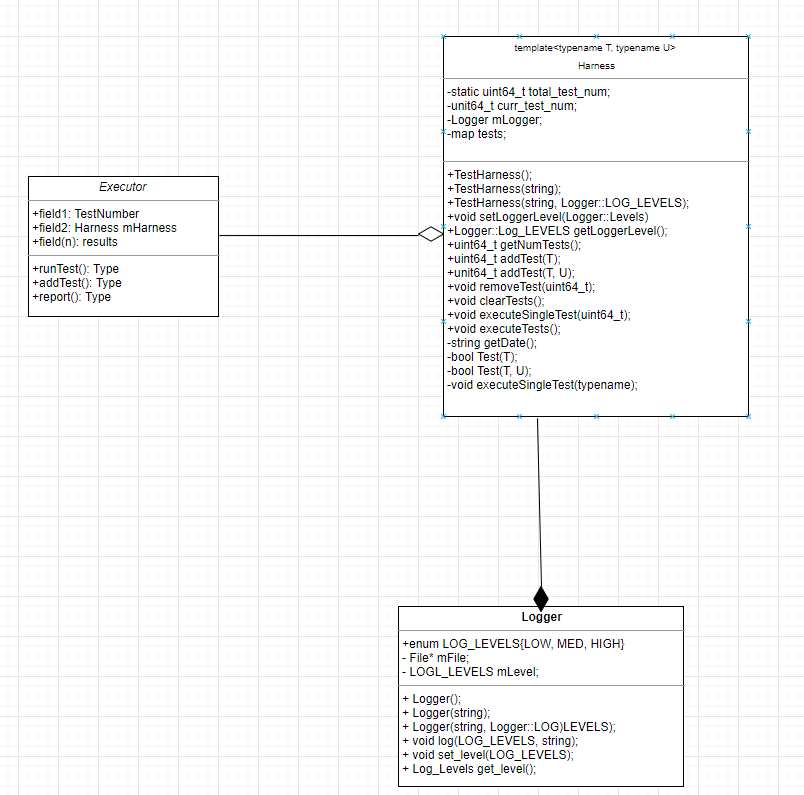 template<typename T, typename U>
Harness
-static uint64_t total_test_num;
-unit64_t curr_test_num;
-Logger mLogger;
-map tests;
+TestHarness();
+TestHarness(string);
+TestHarness(string, Logger::LOG_LEVELS);
+void setLoggerLevel(Logger::Levels)
+Logger::Log_LEVELS getLoggerLevel();
+uint64_t getNumTests();
+uint64_t addTest(T);
+unit64_t addTest(T, U);
+void removeTest(uint64_t);
+void clearTests();
+void executeSingleTest(uint64_t);
+void executeTests();
-string getDate();
-bool Test(T);
-bool Test(T, U);
-void executeSingleTest(typename);
Executor
+field1: TestNumber
+field2: Harness mHarness
+field(n): results
+runTest(): Type
+addTest(): Type
+report(): Type
Logger
+enum LOG_LEVELS{LOW, MED, HIGH}
- File* mFile;
- LOGL_LEVELS mLevel;
+ Logger();
+ Logger(string);
+ Logger(string, Logger::LOG)LEVELS);
+ void log(LOG_LEVELS, string);
+ void set_level(LOG_LEVELS);
+ Log_Levels get_level();